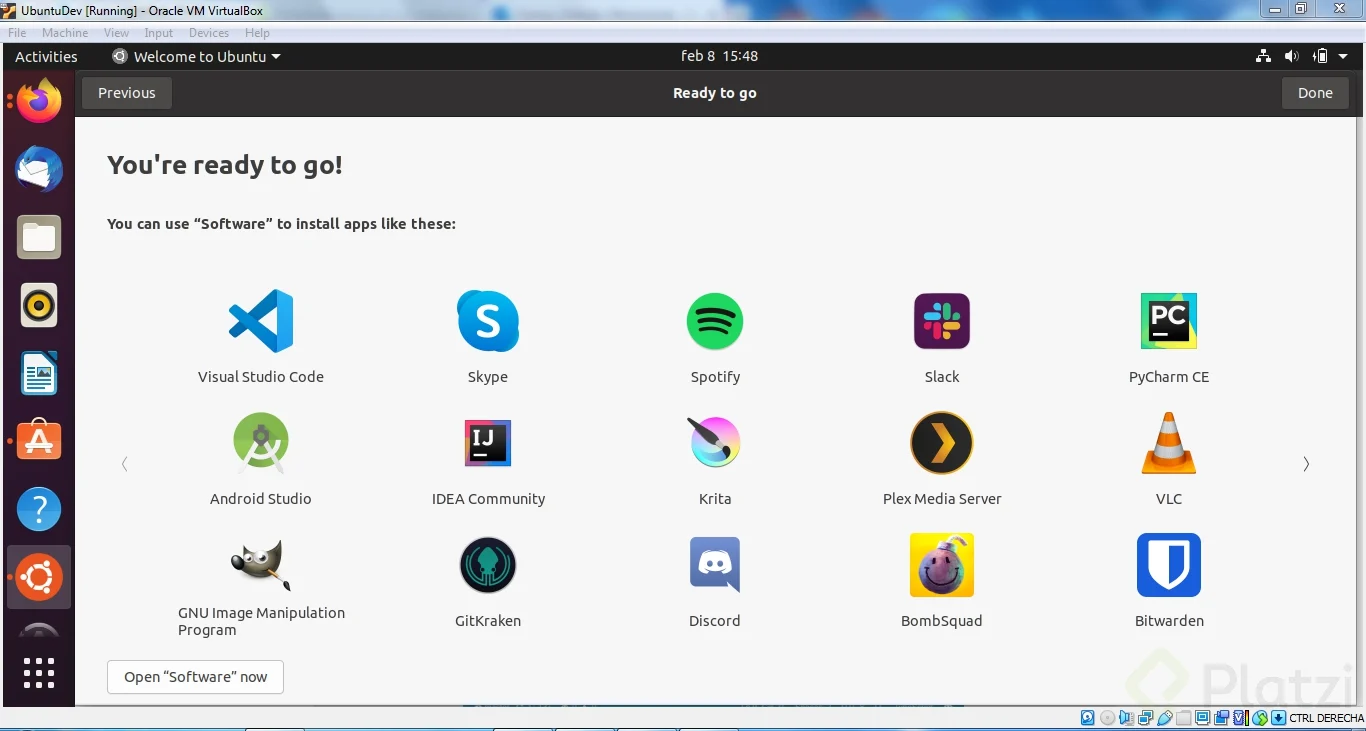 UbuntuDev [Running] - Oracle VM VirtualBox
File Machine View Input Devices Help
Activities Welcome to Ubuntu feb 8 15:48
Previous Ready to go Done
You're ready to go!
You can use “Software” to install apps like these:
Visual Studio Code Skype Spotify Slack PyCharm CE
PC
IJ
Android Studio IDEA Community Krita Plex Media Server VLC
GNU Image Manipulation
Program GitKraken Discord BombSquad Bitwarden
Open “Software” now
Platzi
CTRL DERECHA